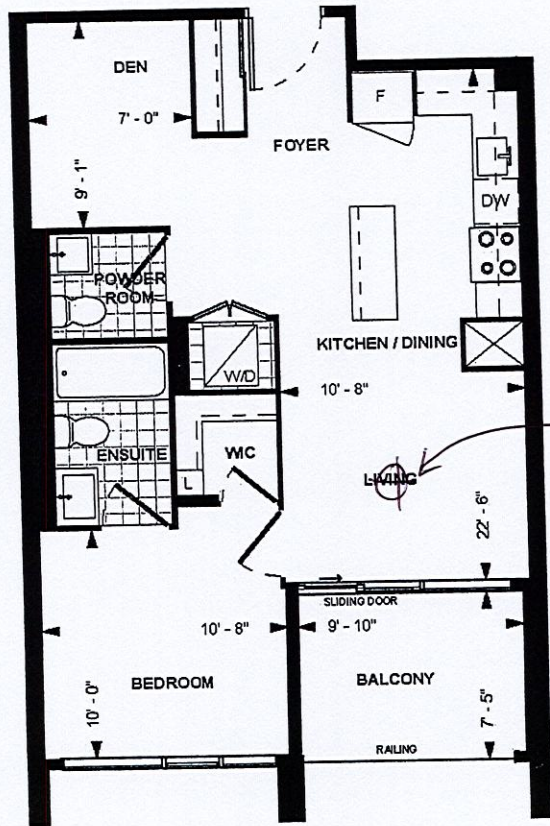 DEN
7' - 0"
9' - 1"
FOYER
F
DW
POWDER
ROOM
KITCHEN / DINING
W/D
10' - 8"
ENSUITE
WIC
L
LIVING
22' - 6"
SLIDING DOOR
10' - 8"
9' - 10"
BEDROOM
BALCONY
10' - 0"
7' - 5"
RAILING